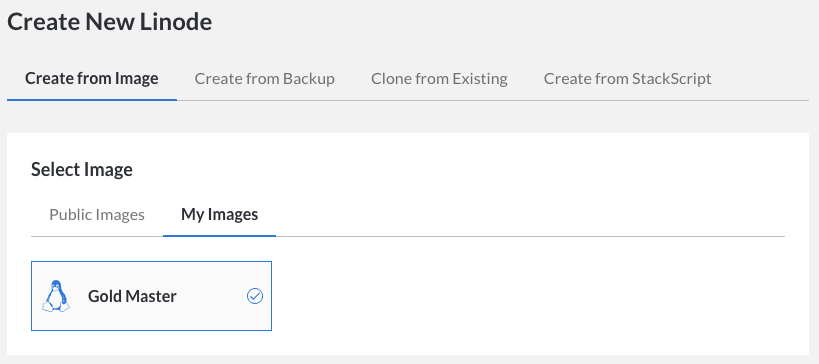 Create New Linode
Create from Image Create from Backup Clone from Existing Create from StackScript
Select Image
Public Images My Images
Gold Master